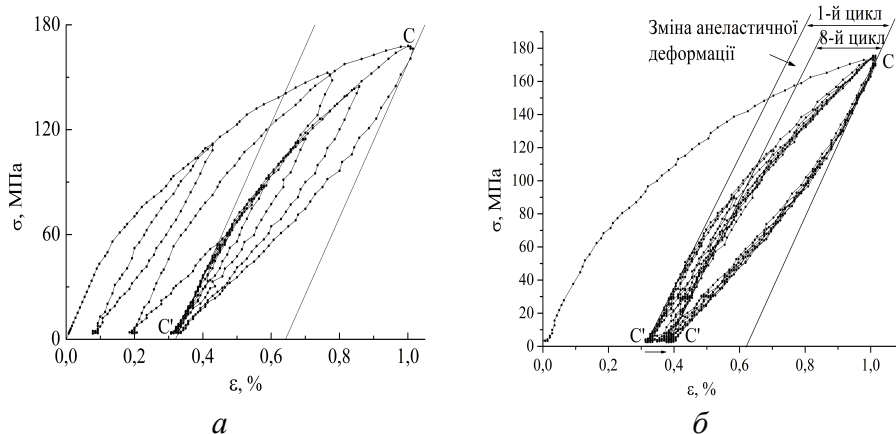 180
120
60
0
σ, МПа
0,0 0,2 0,4 0,6 0,8 1,0
ε, %
C
C'
а
Зміна анеластичної
деформації
1-й цикл
8-й цикл
180
160
140
120
100
80
60
40
20
0
σ, МПа
0,0 0,2 0,4 0,6 0,8 1,0
ε, %
C
C' C'
б